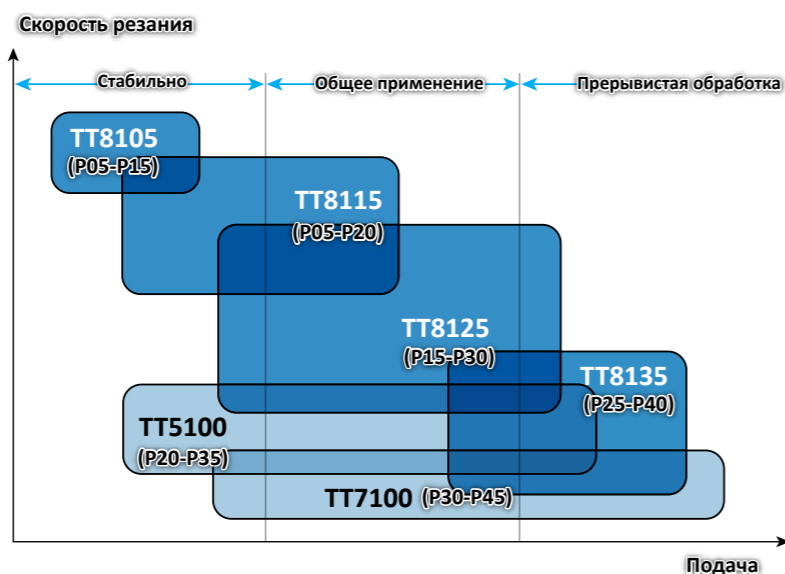 Скорость резания
Стабильно
Общее применение
Прерывистая обработка
TT8105
(P05-P15)
TT8115
(P05-P20)
TT8125
(P15-P30)
TT8135
(P25-P40)
TT5100
(P20-P35)
TT7100 (P30-P45)
Подача